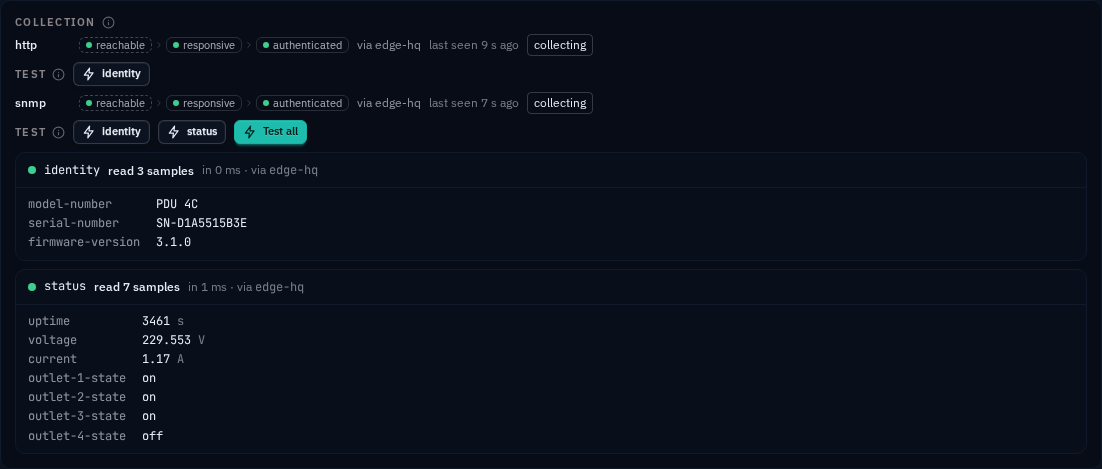 COLLECTION
http reachable responsive authenticated via edge-hq last seen 9 s ago collecting
TEST identity
snmp reachable responsive authenticated via edge-hq last seen 7 s ago collecting
TEST identity status Test all
identity read 3 samples in 0 ms · via edge-hq
model-number PDU 4C
serial-number SN-D1A5515B3E
firmware-version 3.1.0
status read 7 samples in 1 ms · via edge-hq
uptime 3461 s
voltage 229.553 V
current 1.17 A
outlet-1-state on
outlet-2-state on
outlet-3-state on
outlet-4-state off